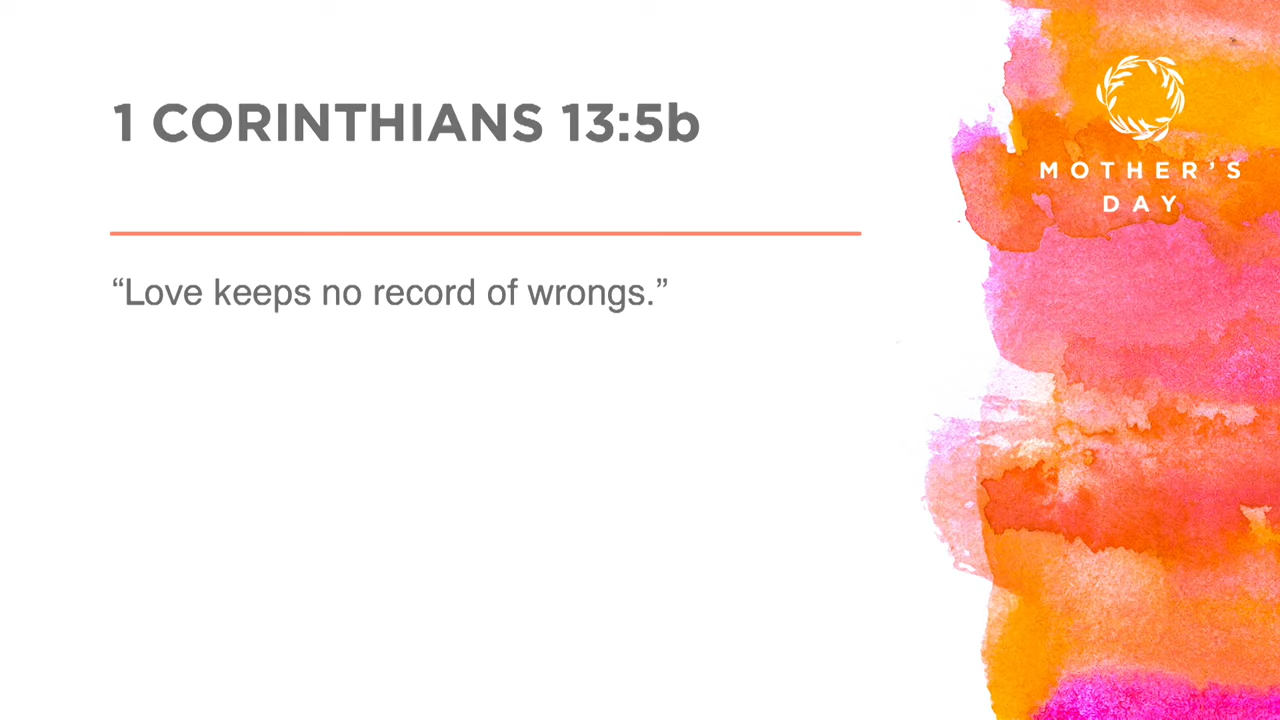 1 CORINTHIANS 13:5b
“Love keeps no record of wrongs.”
MOTHER’S
DAY